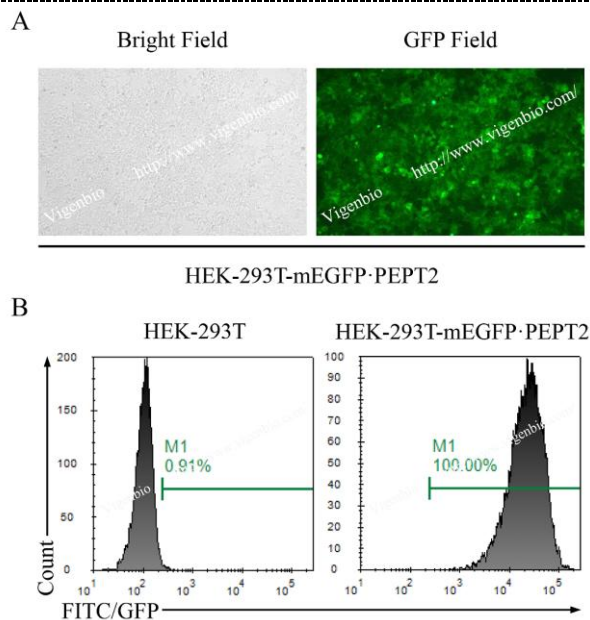 A
Bright Field GFP Field
Vigenbio http://www.vigenbio.com/ Vigenbio http://www.vigenbio.com/
HEK-293T-mEGFP·PEPT2
B
HEK-293T HEK-293T-mEGFP·PEPT2
200
150
100
50
0
M1
0.91%
Vigenbio
10^1 10^2 10^3 10^4 10^5
100
90
80
70
60
50
40
30
20
10
0
M1
100.00%
Vigenbio
10^1 10^2 10^3 10^4 10^5
Count
FITC/GFP